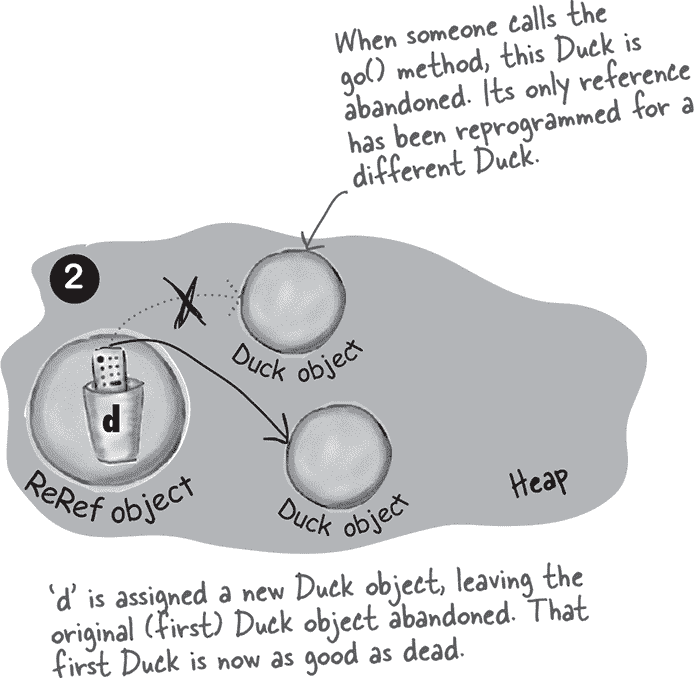 When someone calls the
go() method, this Duck is
abandoned. Its only reference
has been reprogrammed for a
different Duck.
2
Duck object
d
ReRef object
Duck object
Heap
'd' is assigned a new Duck object, leaving the
original (first) Duck object abandoned. That
first Duck is now as good as dead.